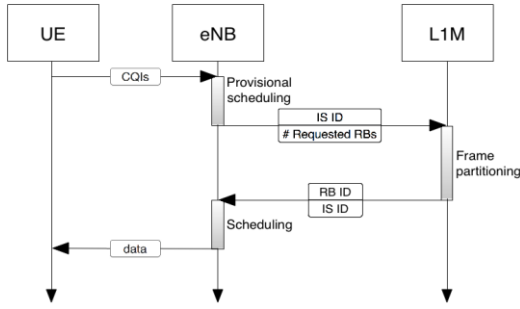 UE
eNB
L1M
CQIs
Provisional
scheduling
IS ID
# Requested RBs
Frame
partitioning
RB ID
IS ID
Scheduling
data